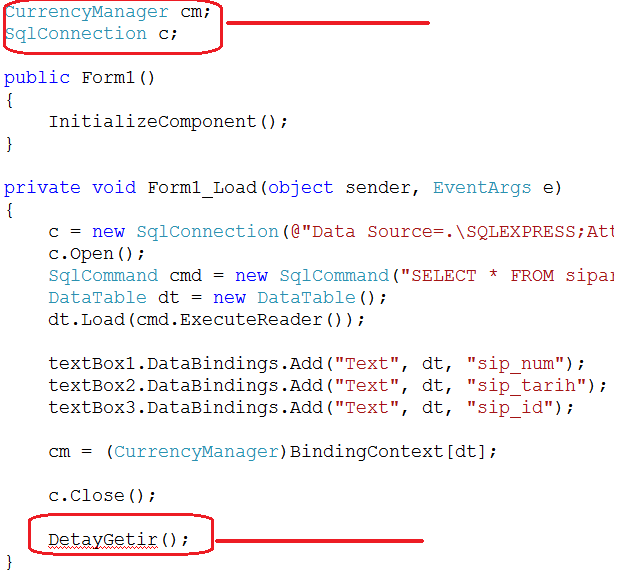 CurrencyManager cm;
SqlConnection c;
public Form1()
{
InitializeComponent();
}
private void Form1_Load(object sender, EventArgs e)
{
c = new SqlConnection(@"Data Source=.\SQLEXPRESS;Att
c.Open();
SqlCommand cmd = new SqlCommand("SELECT * FROM sipar
DataTable dt = new DataTable();
dt.Load(cmd.ExecuteReader());
textBox1.DataBindings.Add("Text", dt, "sip_num");
textBox2.DataBindings.Add("Text", dt, "sip_tarih");
textBox3.DataBindings.Add("Text", dt, "sip_id");
cm = (CurrencyManager)BindingContext[dt];
c.Close();
DetayGetir();
}